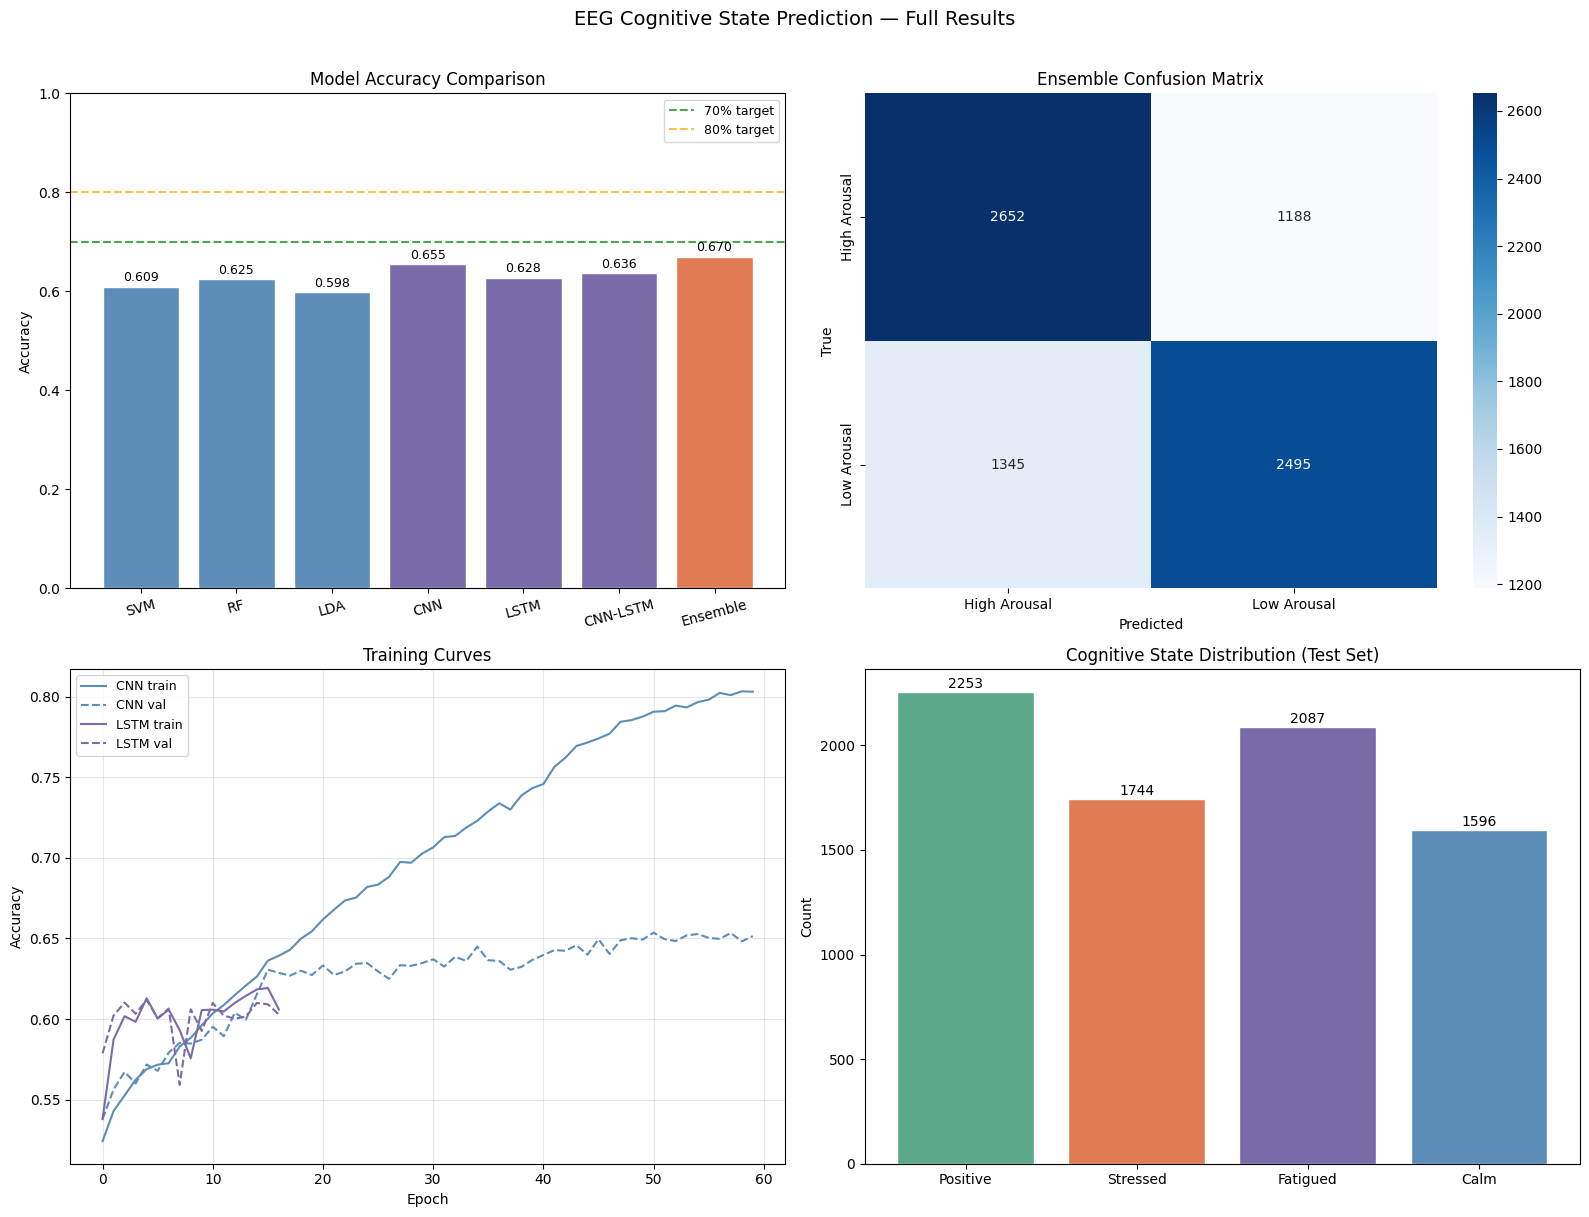 EEG Cognitive State Prediction — Full Results
Model Accuracy Comparison
Accuracy
1.0
0.8
0.6
0.4
0.2
0.0
70% target
80% target
0.609
0.625
0.598
0.655
0.628
0.636
0.670
SVM
RF
LDA
CNN
LSTM
CNN-LSTM
Ensemble
Ensemble Confusion Matrix
True
High Arousal
Low Arousal
2652
1188
1345
2495
High Arousal
Low Arousal
Predicted
2600
2400
2200
2000
1800
1600
1400
1200
Training Curves
Accuracy
0.80
0.75
0.70
0.65
0.60
0.55
CNN train
CNN val
LSTM train
LSTM val
0
10
20
30
40
50
60
Epoch
Cognitive State Distribution (Test Set)
Count
2000
1500
1000
500
0
2253
1744
2087
1596
Positive
Stressed
Fatigued
Calm